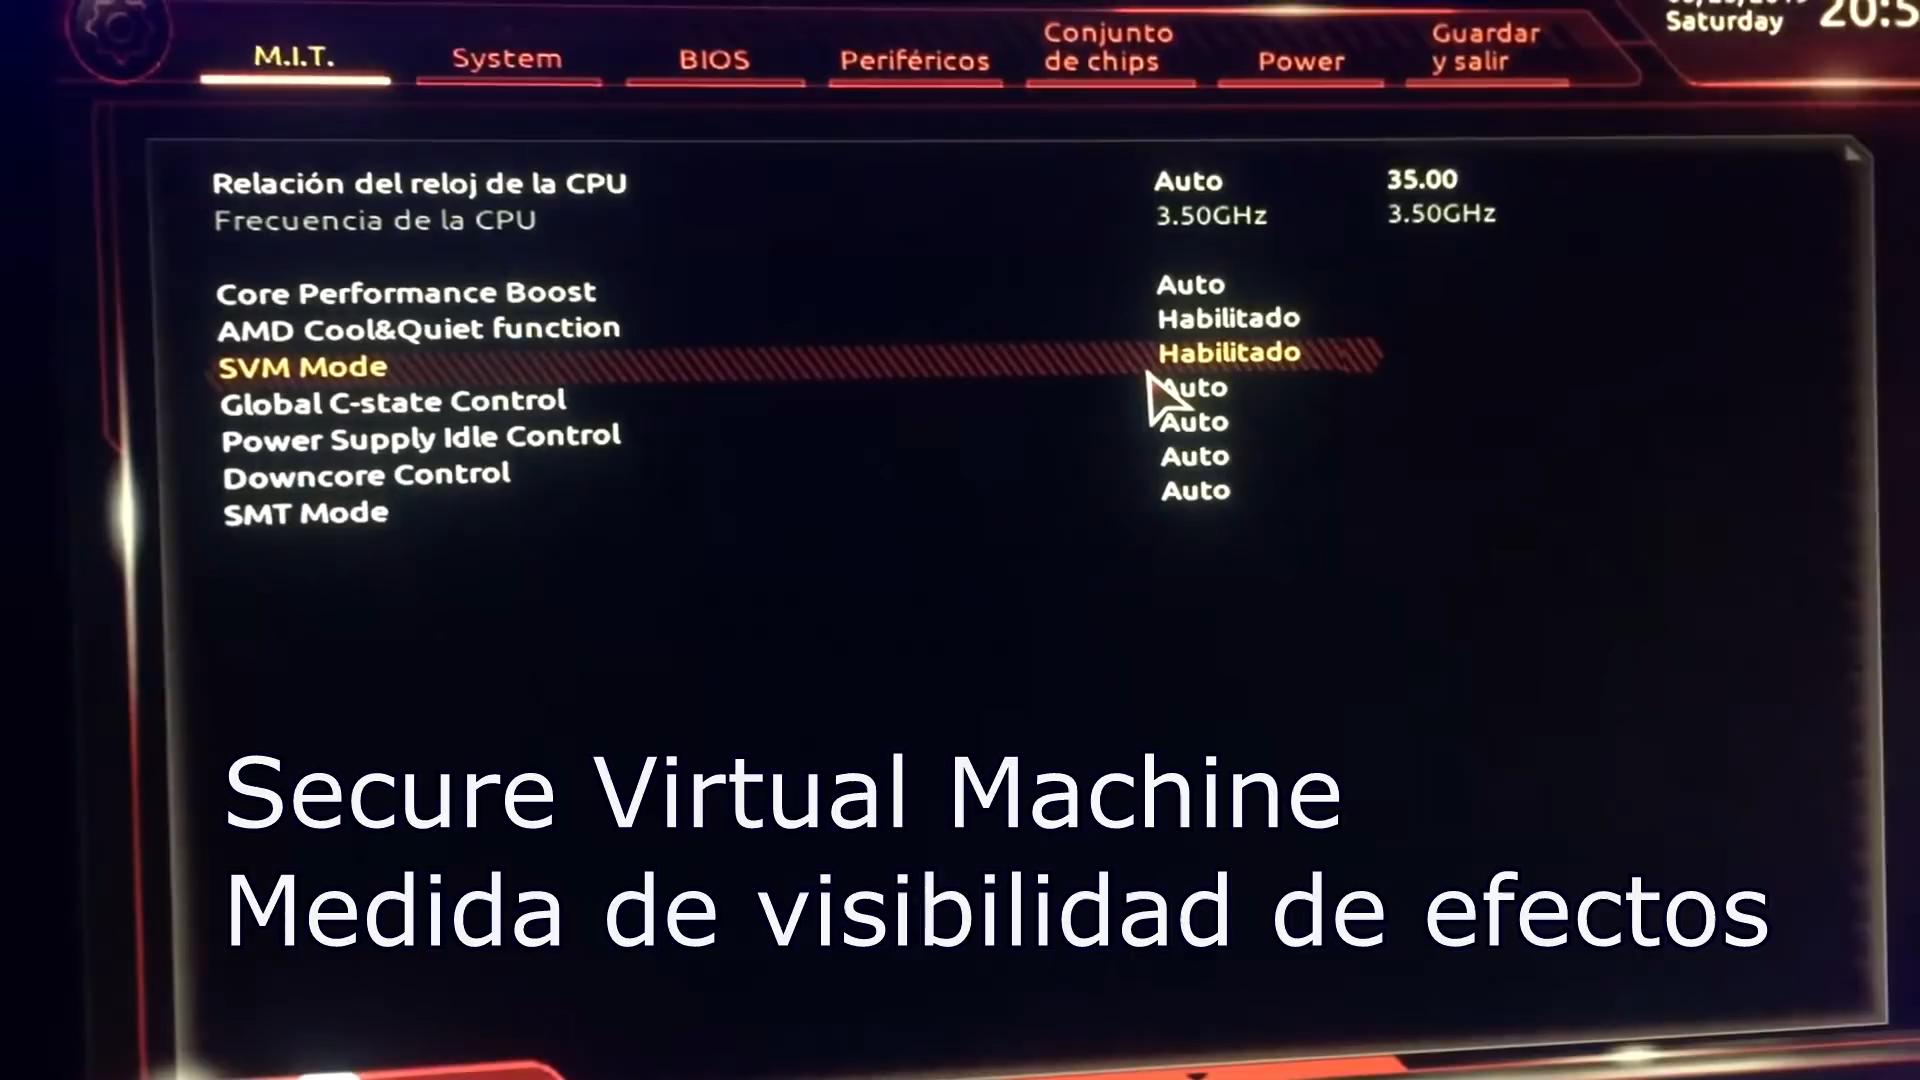 Saturday 20:5
M.I.T. System BIOS Periféricos Conjunto de chips Power Guardar y salir
Relación del reloj de la CPU Auto 35.00
Frecuencia de la CPU 3.50GHz 3.50GHz
Core Performance Boost Auto
AMD Cool&Quiet function Habilitado
SVM Mode Habilitado
Global C-state Control Auto
Power Supply Idle Control Auto
Downcore Control Auto
SMT Mode Auto
Secure Virtual Machine
Medida de visibilidad de efectos